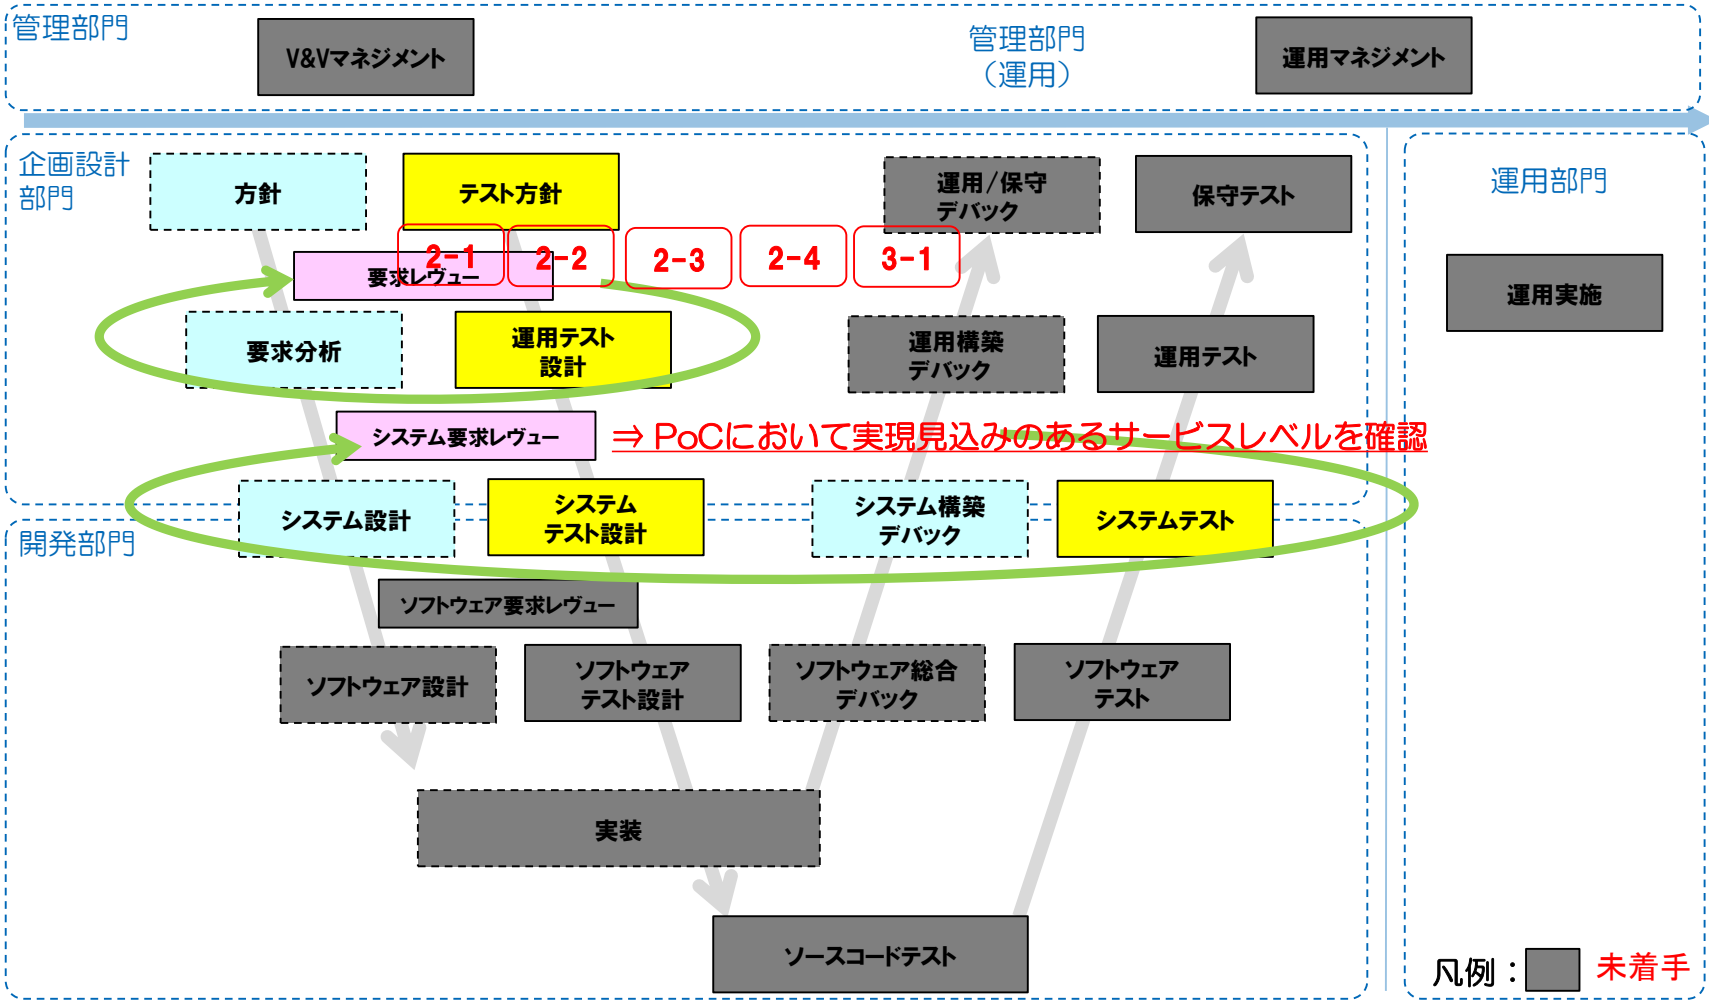 管理部門
V&Vマネジメント
管理部門
（運用）
運用マネジメント
企画設計
部門
方針
テスト方針
運用/保守
デバック
保守テスト
運用部門
2-1
2-2
2-3
2-4
3-1
要求レヴュー
運用実施
要求分析
運用テスト
設計
運用構築
デバック
運用テスト
システム要求レヴュー
⇒ PoCにおいて実現見込みのあるサービスレベルを確認
システム設計
システム
テスト設計
システム構築
デバック
システムテスト
開発部門
ソフトウェア要求レヴュー
ソフトウェア設計
ソフトウェア
テスト設計
ソフトウェア総合
デバック
ソフトウェア
テスト
実装
ソースコードテスト
凡例：
未着手